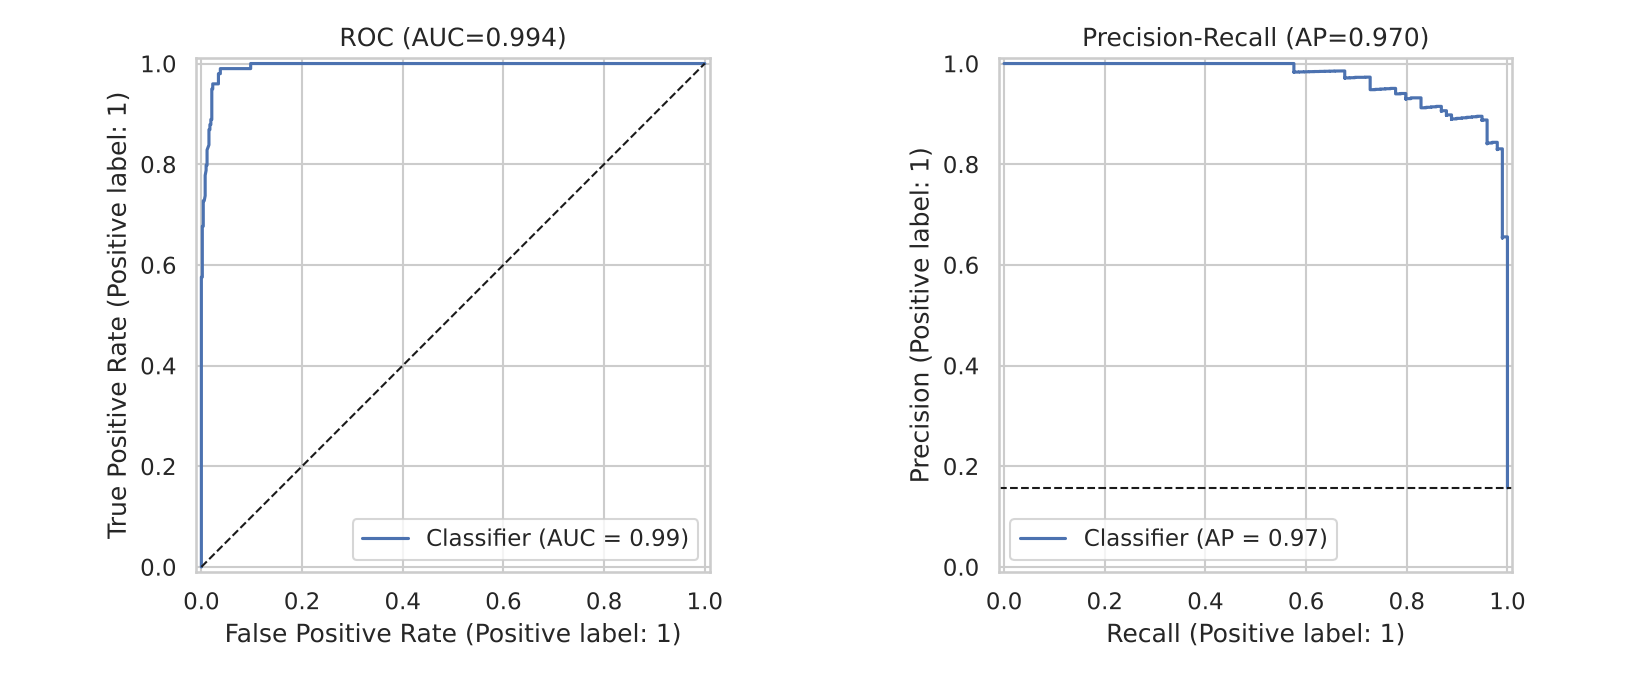 ROC (AUC=0.994)
True Positive Rate (Positive label: 1)
1.0
0.8
0.6
0.4
0.2
0.0
Classifier (AUC = 0.99)
0.0 0.2 0.4 0.6 0.8 1.0
False Positive Rate (Positive label: 1)
Precision-Recall (AP=0.970)
Precision (Positive label: 1)
1.0
0.8
0.6
0.4
0.2
0.0
Classifier (AP = 0.97)
0.0 0.2 0.4 0.6 0.8 1.0
Recall (Positive label: 1)